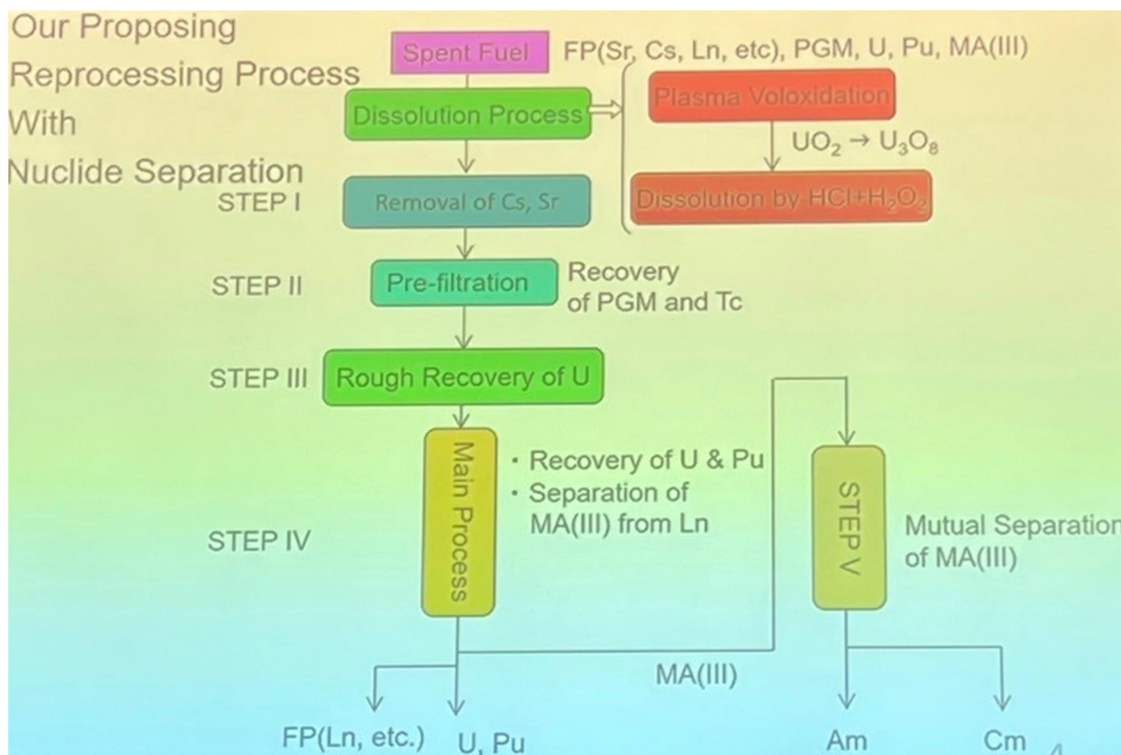 Our Proposing
Reprocessing Process
With
Nuclide Separation
Spent Fuel
FP(Sr, Cs, Ln, etc), PGM, U, Pu, MA(III)
Dissolution Process
Plasma Voloxidation
UO₂ → U₃O₈
Dissolution by HCl+H₂O₂
STEP I
Removal of Cs, Sr
STEP II
Pre-filtration
Recovery
of PGM and Tc
STEP III
Rough Recovery of U
STEP IV
Main Process
・Recovery of U & Pu
・Separation of
MA(III) from Ln
STEP V
Mutual Separation
of MA(III)
MA(III)
FP(Ln, etc.)
U, Pu
Am
Cm